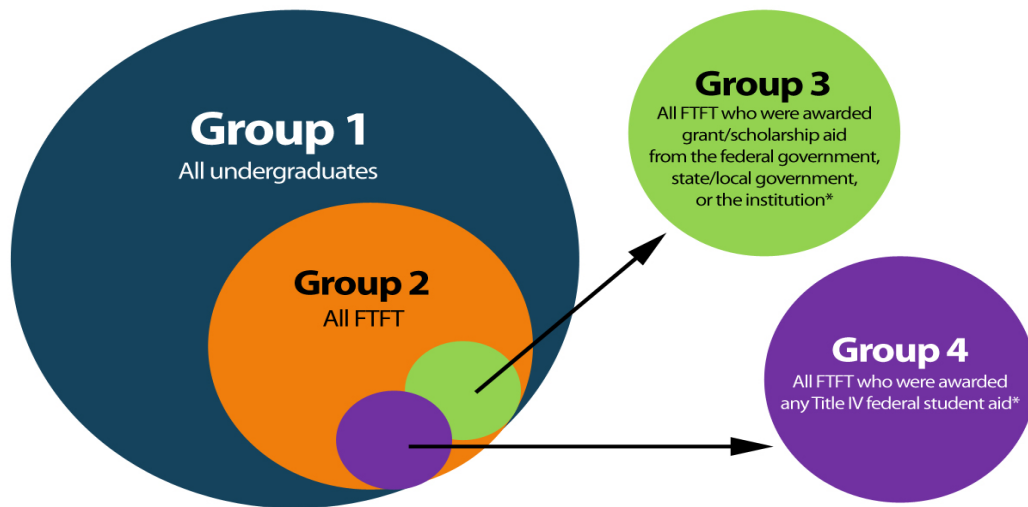 Group 1
All undergraduates
Group 2
All FTFT
Group 3
All FTFT who were awarded
grant/scholarship aid
from the federal government,
state/local government,
or the institution*
Group 4
All FTFT who were awarded
any Title IV federal student aid*